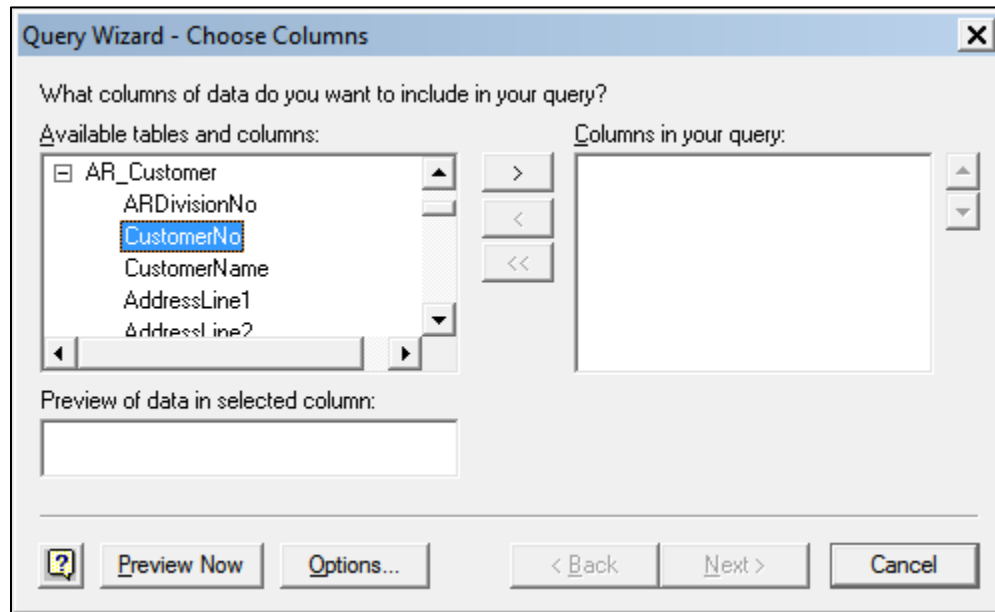 Query Wizard - Choose Columns
What columns of data do you want to include in your query?
Available tables and columns:
Columns in your query:
AR_Customer
>
ARDivisionNo
<
CustomerNo
CustomerName
<<
AddressLine1
AddressLine2
Preview of data in selected column:
? Preview Now Options... < Back Next > Cancel